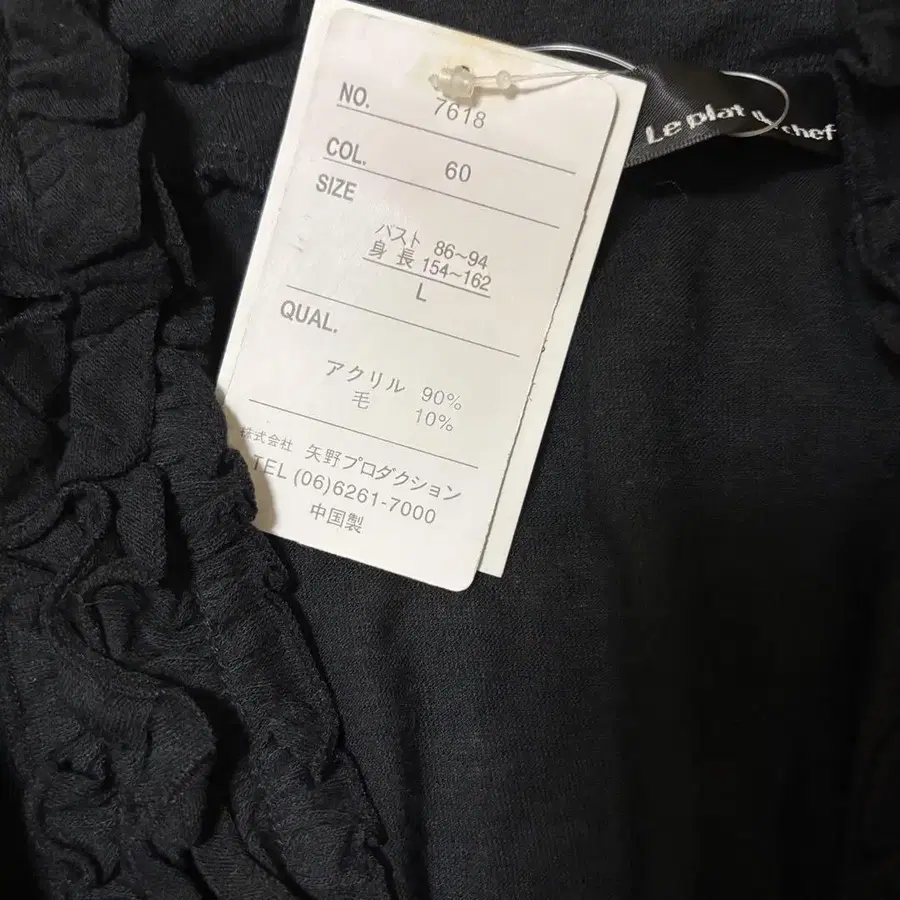 NO. 7618
COL. 60
SIZE
バスト 86~94
身長 154~162
L
QUAL.
アクリル 90%
毛 10%
株式会社 矢野プロダクション
TEL (06)6261-7000
中国製
Le plat du chef